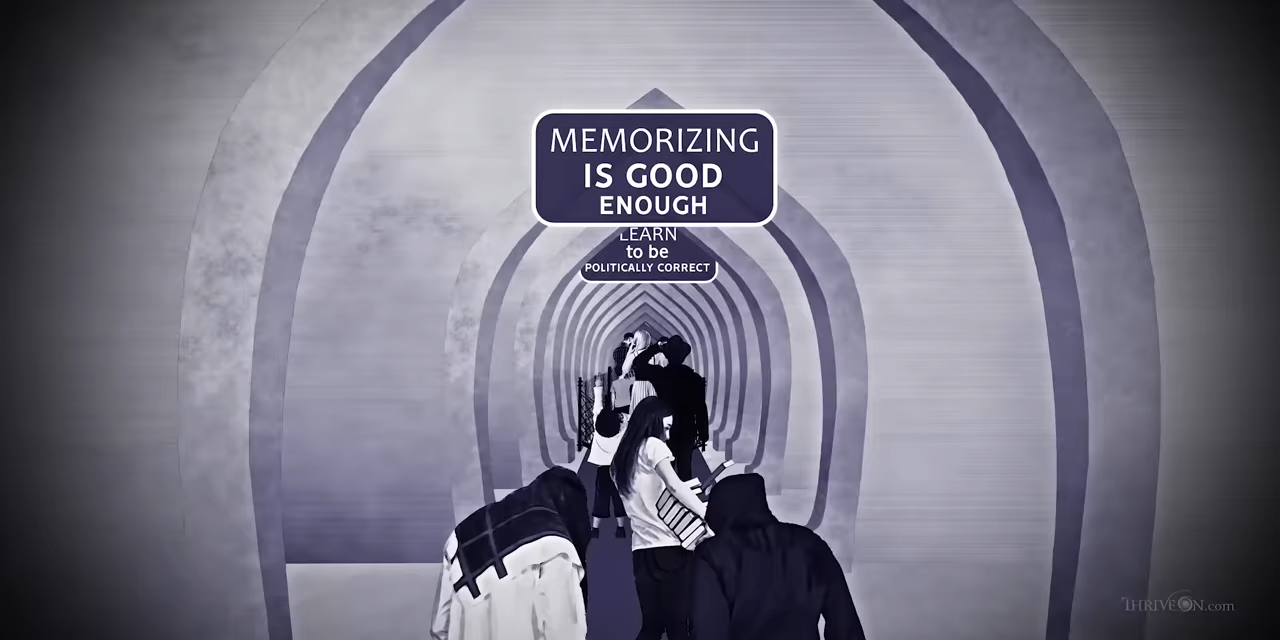 MEMORIZING
IS GOOD
ENOUGH
LEARN
to be
POLITICALLY CORRECT
THRIVEON.com